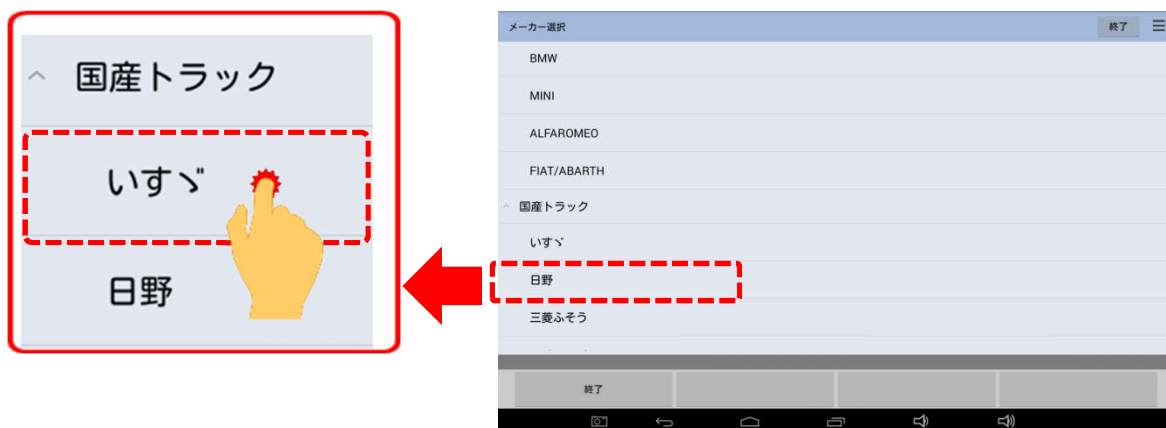 国産トラック
いすゞ
日野
メーカー選択
終了
BMW
MINI
ALFAROMEO
FIAT/ABARTH
国産トラック
いすゞ
日野
三菱ふそう
終了